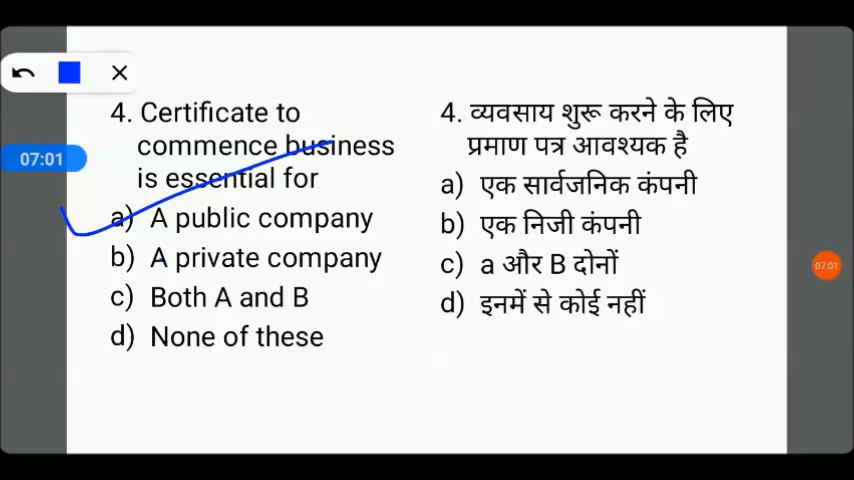 07:01
4. Certificate to
commence business
is essential for
a) A public company
b) A private company
c) Both A and B
d) None of these
4. व्यवसाय शुरू करने के लिए
प्रमाण पत्र आवश्यक है
a) एक सार्वजनिक कंपनी
b) एक निजी कंपनी
c) a और B दोनों
d) इनमें से कोई नहीं
07:01